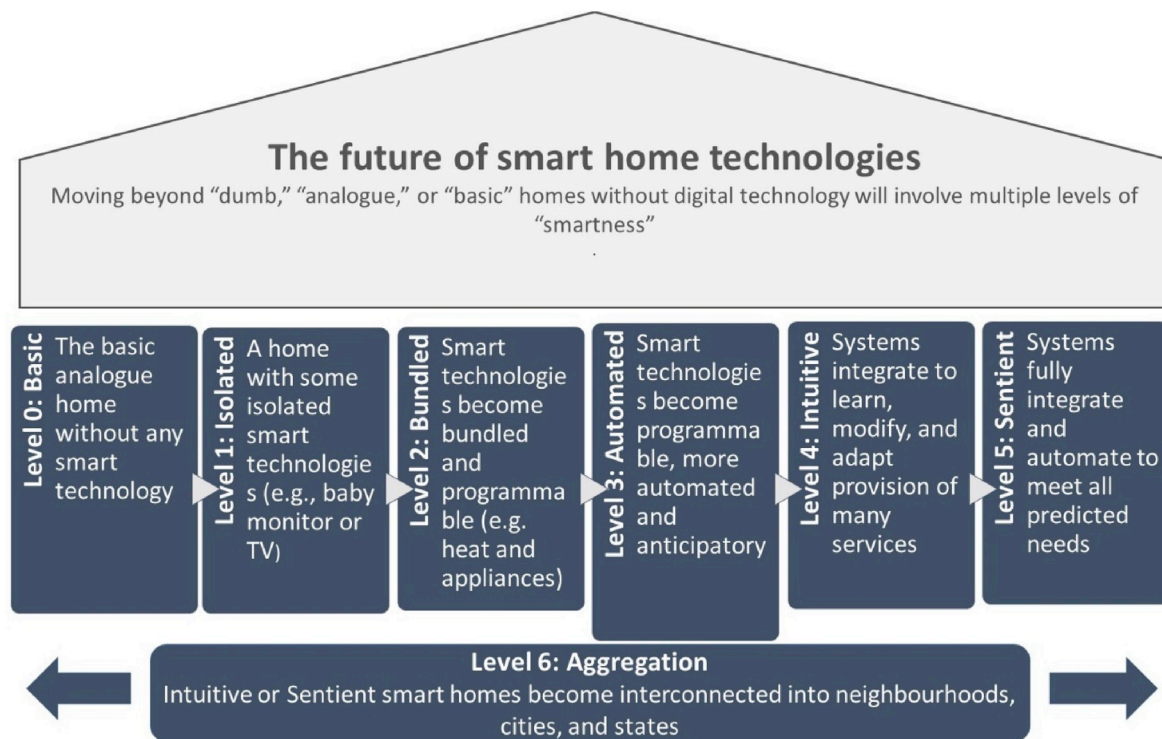 The future of smart home technologies
Moving beyond “dumb,” “analogue,” or “basic” homes without digital technology will involve multiple levels of
“smartness”
.
Level 0: Basic
The basic
analogue
home
without any
smart
technology
Level 1: Isolated
A home
with some
isolated
smart
technologie
s (e.g., baby
monitor or
TV)
Level 2: Bundled
Smart
technologie
s become
bundled
and
programma
ble (e.g.
heat and
appliances)
Level 3: Automated
Smart
technologie
s become
programma
ble, more
automated
and
anticipatory
Level 4: Intuitive
Systems
integrate to
learn,
modify, and
adapt
provision of
many
services
Level 5: Sentient
Systems
fully
integrate
and
automate to
meet all
predicted
needs
Level 6: Aggregation
Intuitive or Sentient smart homes become interconnected into neighbourhoods,
cities, and states